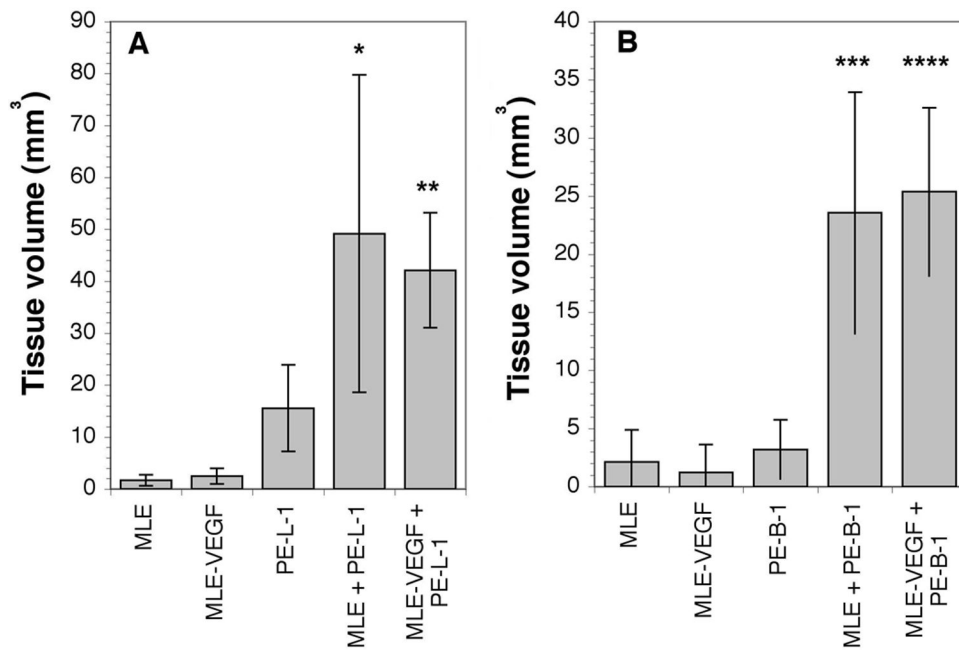 A
Tissue volume (mm³)
90
80
70
60
50
40
30
20
10
0
*
**
MLE
MLE-VEGF
PE-L-1
MLE + PE-L-1
MLE-VEGF +
PE-L-1
B
Tissue volume (mm³)
40
35
30
25
20
15
10
5
0
***
****
MLE
MLE-VEGF
PE-B-1
MLE + PE-B-1
MLE-VEGF +
PE-B-1